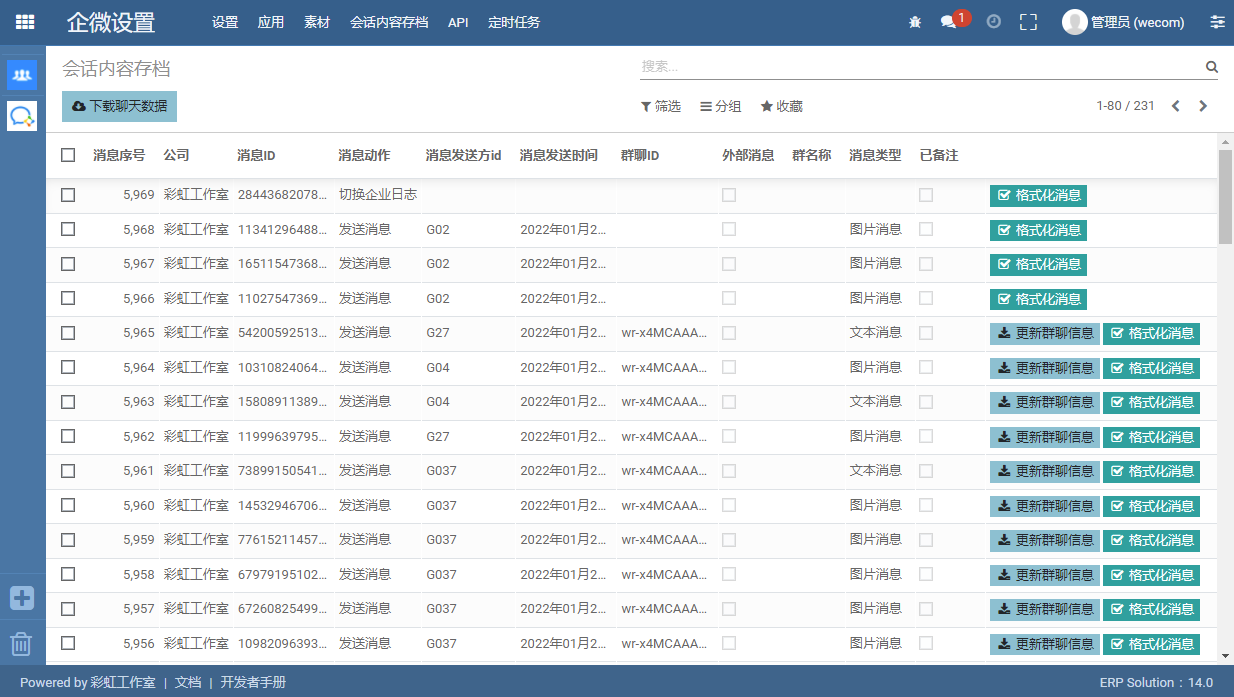 企微设置 设置 应用 素材 会话内容存档 API 定时任务 1 管理员 (wecom)
会话内容存档 搜索...
下载聊天数据 筛选 分组 收藏 1-80 / 231
消息序号 公司 消息ID 消息动作 消息发送方id 消息发送时间 群聊ID 外部消息 群名称 消息类型 已备注
5,969 彩虹工作室 28443682078... 切换企业日志 格式化消息
5,968 彩虹工作室 11341296488... 发送消息 G02 2022年01月2... 图片消息 格式化消息
5,967 彩虹工作室 16511547368... 发送消息 G02 2022年01月2... 图片消息 格式化消息
5,966 彩虹工作室 11027547369... 发送消息 G02 2022年01月2... 图片消息 格式化消息
5,965 彩虹工作室 54200592513... 发送消息 G27 2022年01月2... wr-x4MCAAA... 文本消息 更新群聊信息 格式化消息
5,964 彩虹工作室 10310824064... 发送消息 G04 2022年01月2... wr-x4MCAAA... 图片消息 更新群聊信息 格式化消息
5,963 彩虹工作室 15808911389... 发送消息 G04 2022年01月2... wr-x4MCAAA... 文本消息 更新群聊信息 格式化消息
5,962 彩虹工作室 11999639795... 发送消息 G27 2022年01月2... wr-x4MCAAA... 图片消息 更新群聊信息 格式化消息
5,961 彩虹工作室 73899150541... 发送消息 G037 2022年01月2... wr-x4MCAAA... 文本消息 更新群聊信息 格式化消息
5,960 彩虹工作室 14532946706... 发送消息 G037 2022年01月2... wr-x4MCAAA... 图片消息 更新群聊信息 格式化消息
5,959 彩虹工作室 77615211457... 发送消息 G037 2022年01月2... wr-x4MCAAA... 图片消息 更新群聊信息 格式化消息
5,958 彩虹工作室 67979195102... 发送消息 G037 2022年01月2... wr-x4MCAAA... 图片消息 更新群聊信息 格式化消息
5,957 彩虹工作室 67260825499... 发送消息 G037 2022年01月2... wr-x4MCAAA... 图片消息 更新群聊信息 格式化消息
5,956 彩虹工作室 10982096393... 发送消息 G037 2022年01月2... wr-x4MCAAA... 图片消息 更新群聊信息 格式化消息
Powered by 彩虹工作室 | 文档 | 开发者手册 ERP Solution : 14.0